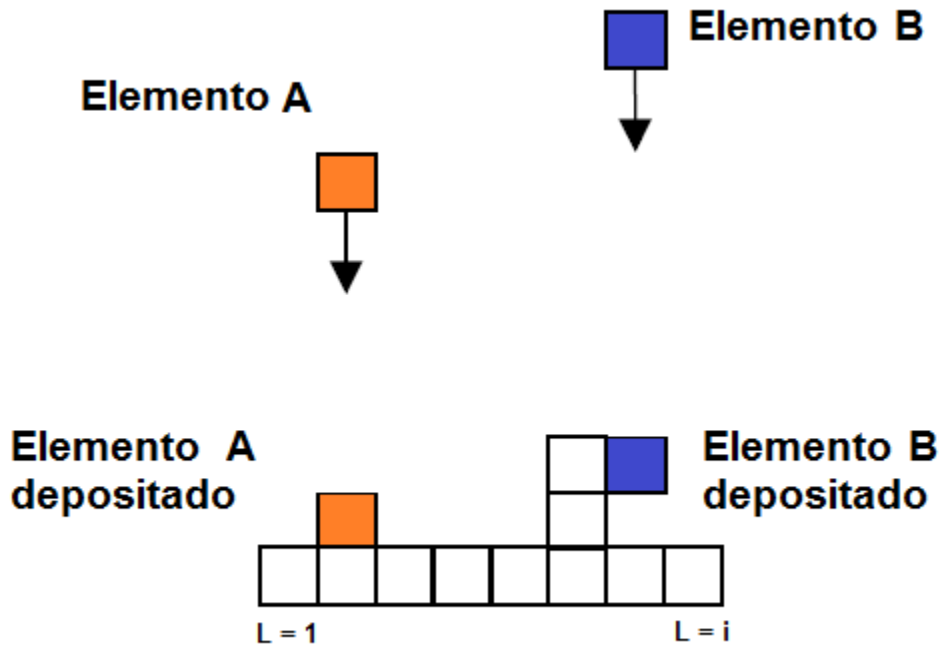 Elemento B
Elemento A
Elemento A
depositado
Elemento B
depositado
L = 1
L = i